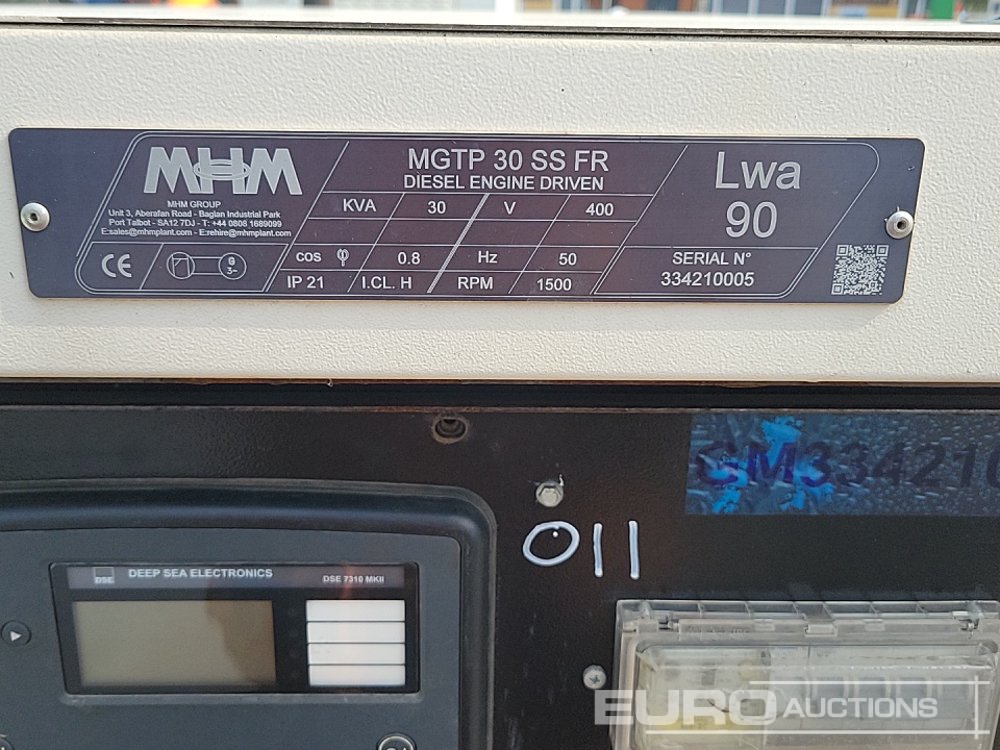 MHM
MHM GROUP
Unit 3, Aberafan Road - Baglan Industrial Park
Port Talbot - SA12 7DJ - T: +44 0808 1689099
E:sales@mhmplant.com - E:rehire@mhmplant.com
CE
G
3~
MGTP 30 SS FR
DIESEL ENGINE DRIVEN
KVA 30 V 400
COS φ 0.8 Hz 50
IP 21 I.CL. H RPM 1500
Lwa
90
SERIAL N°
334210005
GM334210
011
DSE DEEP SEA ELECTRONICS DSE 7310 MKII
EURO AUCTIONS